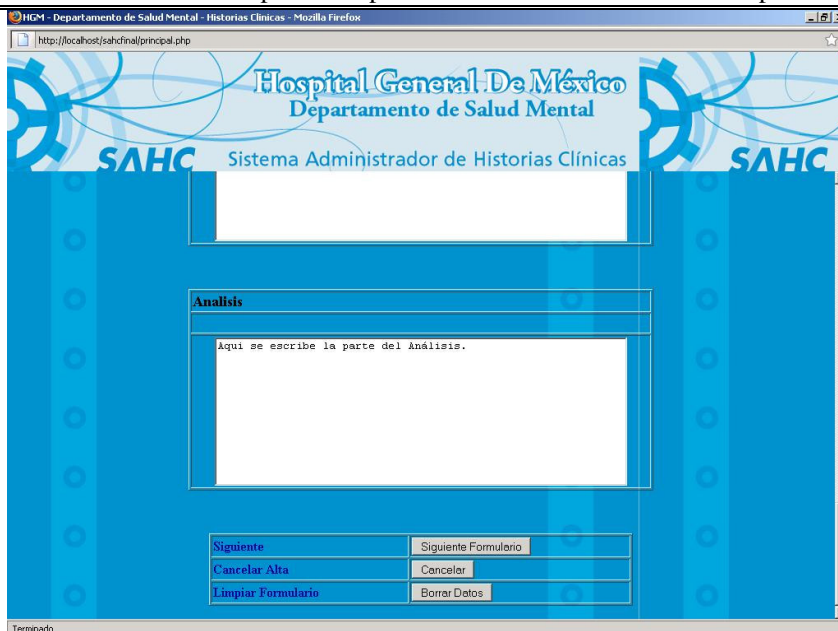 HGM - Departamento de Salud Mental - Historias Clínicas - Mozilla Firefox
http://localhost/sahcfinal/principal.php
Hospital General De México
Departamento de Salud Mental
SAHC Sistema Administrador de Historias Clínicas SAHC
Analisis
Aqui se escribe la parte del Análisis.
Siguiente Siguiente Formulario
Cancelar Alta Cancelar
Limpiar Formulario Borrar Datos
Terminado